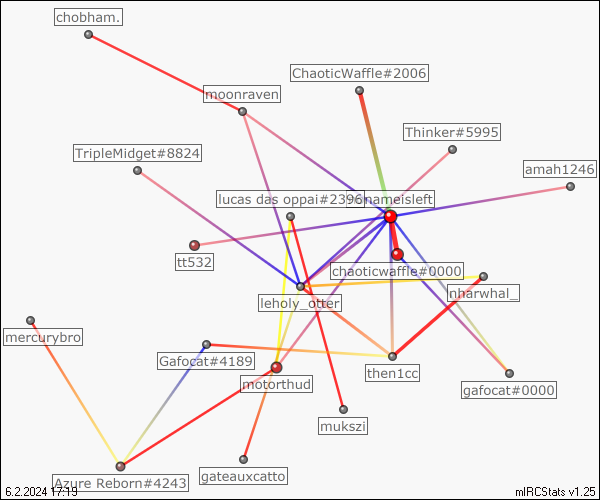 chobham.
ChaoticWaffle#2006
moonraven
Thinker#5995
TripleMidget#8824
amah1246
lucas das oppai#2396
nameisleft
tt532
chaoticwaffle#0000
nharwhal_
leholy_otter
mercurybro
Gafocat#4189
then1cc
motorthud
gafocat#0000
mukszi
gateauxcatto
Azure Reborn#4243
6.2.2024 17:19
mIRCStats v1.25